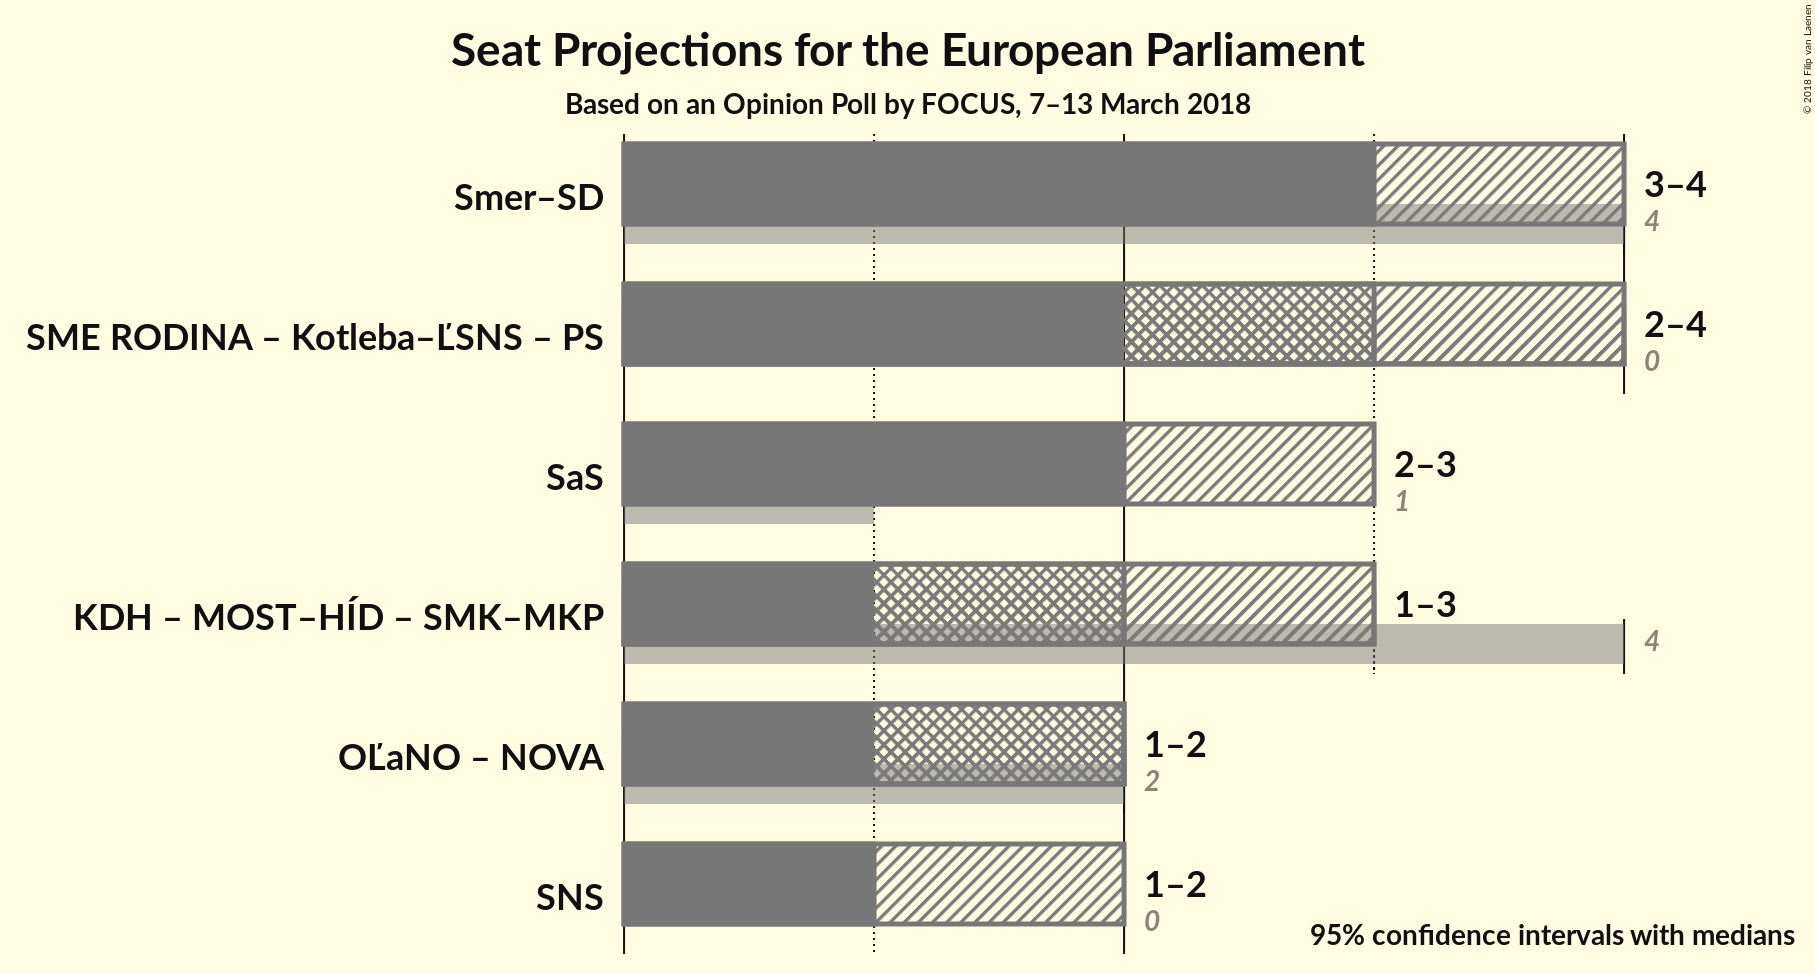 Seat Projections for the European Parliament
Based on an Opinion Poll by FOCUS, 7–13 March 2018
© 2018 Filip van Laenen
Smer–SD
3–4
4
SME RODINA – Kotleba–ĽSNS – PS
2–4
0
SaS
2–3
1
KDH – MOST–HÍD – SMK–MKP
1–3
4
OĽaNO – NOVA
1–2
2
SNS
1–2
0
95% confidence intervals with medians